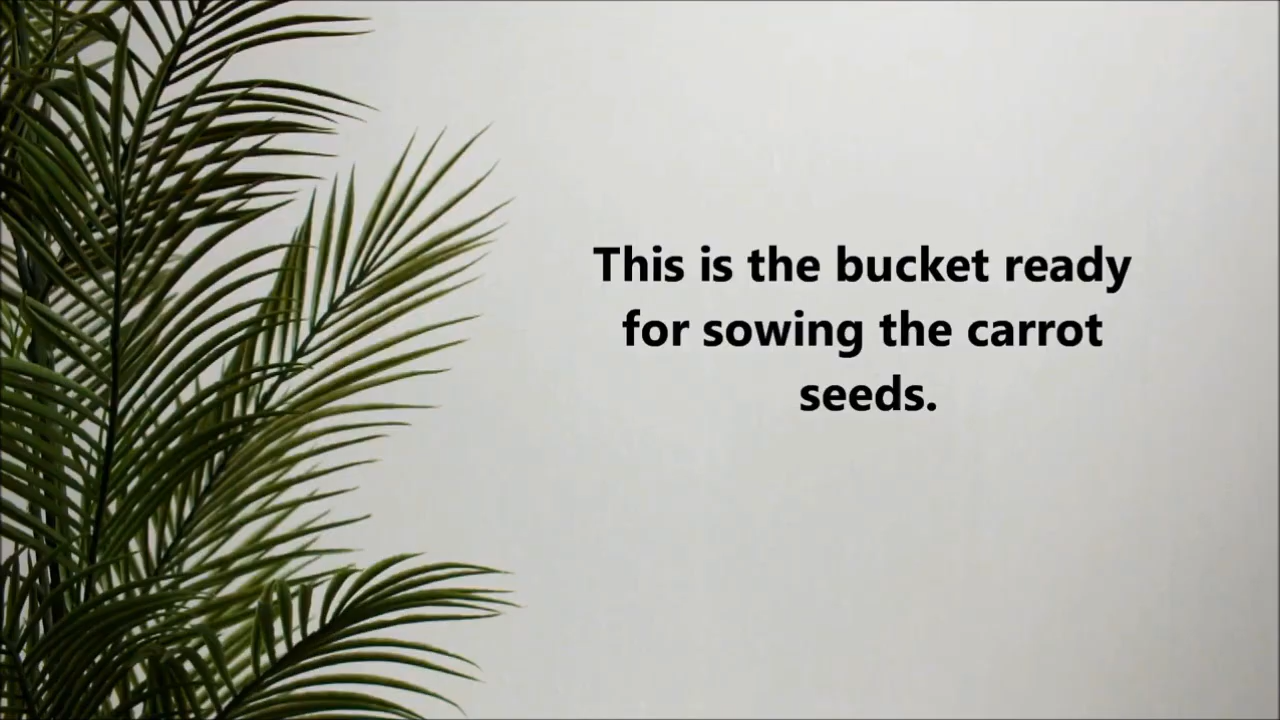 This is the bucket ready
for sowing the carrot
seeds.